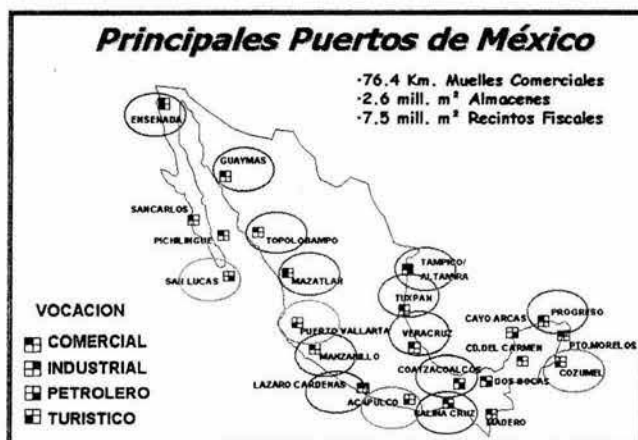 Principales Puertos de México
·76.4 Km. Muelles Comerciales
·2.6 mill. m² Almacenes
·7.5 mill. m² Recintos Fiscales
ENSENADA
GUAYMAS
SANCARLOS
PICHILINGUE
TOPOLOBAMPO
SAN LUCAS
MAZATLAR
TAMPICO/
ALTAMIRA
TUXPAN
PUERTO VALLARTA
VERACRUZ
CAYO ARCAS
PROGRESO
MANZANILLO
COATZACOALCOS
CD.DEL CARMEN
PTO.MORELOS
LAZARO CARDENAS
ACAPULCO
SALINA CRUZ
DOS BOCAS
COZUMEL
MADERO
VOCACION
COMERCIAL
INDUSTRIAL
PETROLERO
TURISTICO